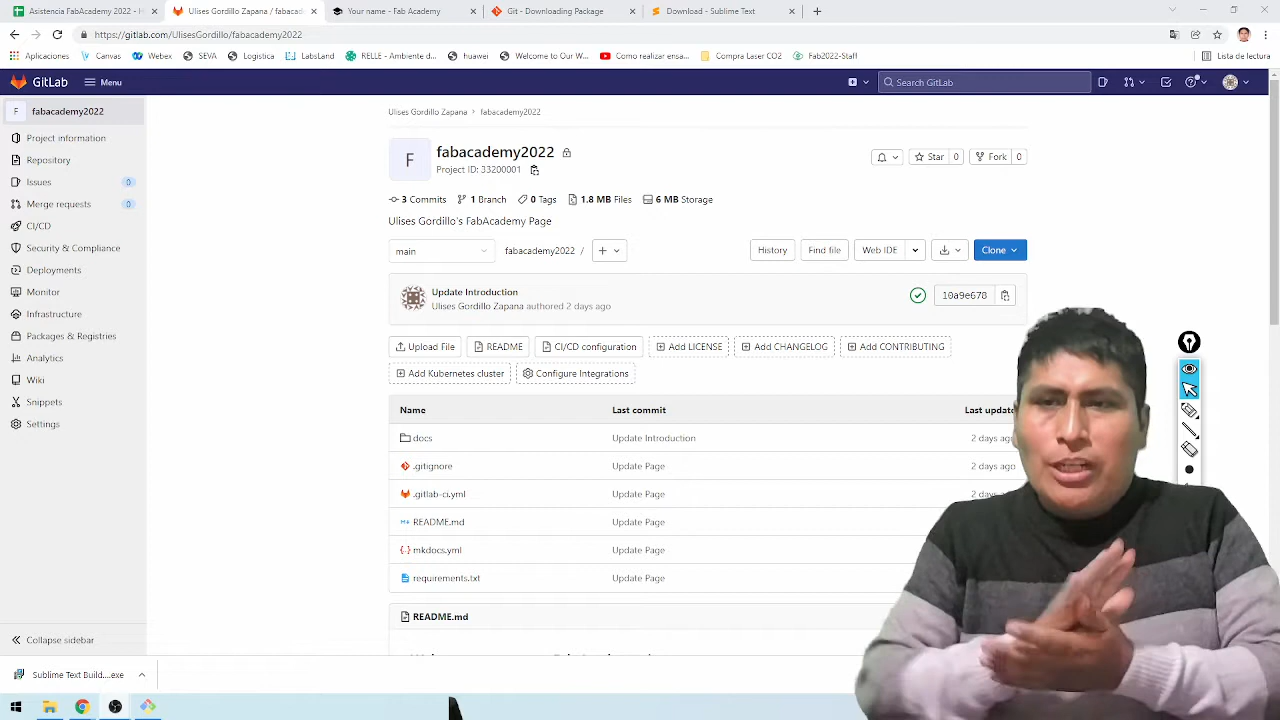 Asistencia FabAcademy 2022 - H
Ulises Gordillo Zapana / fabacad
Your name - Fab Academy
Git - Downloading Package
Download - Sublime Text
https://gitlab.com/UlisesGordillo/fabacademy2022
Aplicaciones
Canvas
Webex
SEVA
Logistica
LabsLand
RELLE - Ambiente d...
huawei
Welcome to Our W...
Como realizar ensa...
Compra Laser CO2
Fab2022-Staff
Lista de lectura
GitLab
Menu
Search GitLab
F
fabacademy2022
Project information
Repository
Issues
0
Merge requests
0
CI/CD
Security & Compliance
Deployments
Monitor
Infrastructure
Packages & Registries
Analytics
Wiki
Snippets
Settings
Collapse sidebar
Ulises Gordillo Zapana > fabacademy2022
F
fabacademy2022
Project ID: 33200001
Star 0
Fork 0
3 Commits
1 Branch
0 Tags
1.8 MB Files
6 MB Storage
Ulises Gordillo's FabAcademy Page
main
fabacademy2022 /
History
Find file
Web IDE
Clone
Update Introduction
Ulises Gordillo Zapana authored 2 days ago
10a9e678
Upload File
README
CI/CD configuration
Add LICENSE
Add CHANGELOG
Add CONTRIBUTING
Add Kubernetes cluster
Configure Integrations
Name Last commit Last update
docs Update Introduction 2 days ago
.gitignore Update Page 2 days ago
.gitlab-ci.yml Update Page 2 days ago
README.md Update Page
mkdocs.yml Update Page
requirements.txt Update Page
README.md
Sublime Text Build...exe